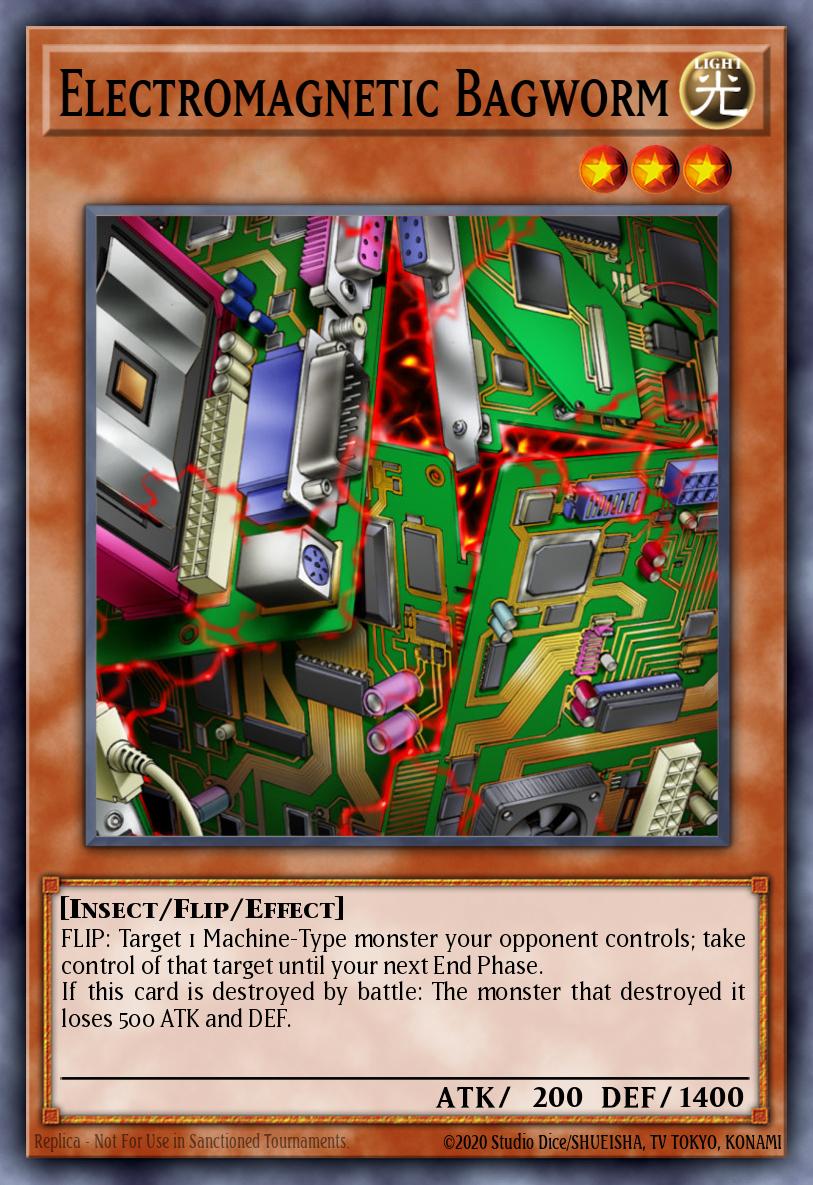 Electromagnetic Bagworm
LIGHT
光
[Insect/Flip/Effect]
FLIP: Target 1 Machine-Type monster your opponent controls; take
control of that target until your next End Phase.
If this card is destroyed by battle: The monster that destroyed it
loses 500 ATK and DEF.
ATK/ 200 DEF/1400
Replica - Not For Use in Sanctioned Tournaments.
©2020 Studio Dice/SHUEISHA, TV TOKYO, KONAMI